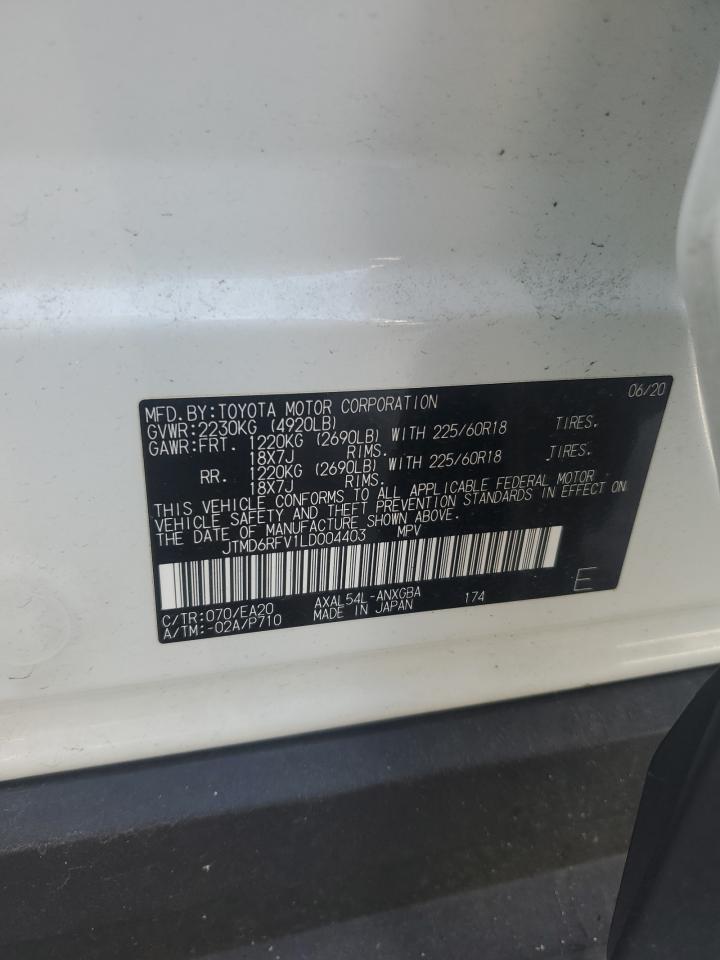 06/20
MFD.BY:TOYOTA MOTOR CORPORATION
GVWR:2230KG (4920LB)
GAWR:FRT. 1220KG (2690LB) WITH 225/60R18 TIRES.
18X7J RIMS.
RR. 1220KG (2690LB) WITH 225/60R18 TIRES.
18X7J RIMS.
THIS VEHICLE CONFORMS TO ALL APPLICABLE FEDERAL MOTOR
VEHICLE SAFETY AND THEFT PREVENTION STANDARDS IN EFFECT ON
THE DATE OF MANUFACTURE SHOWN ABOVE.
JTMD6RFV1LD004403 MPV
E
C/TR:070/EA20 AXAL54L-ANXGBA 174
A/TM:-02A/P710 MADE IN JAPAN